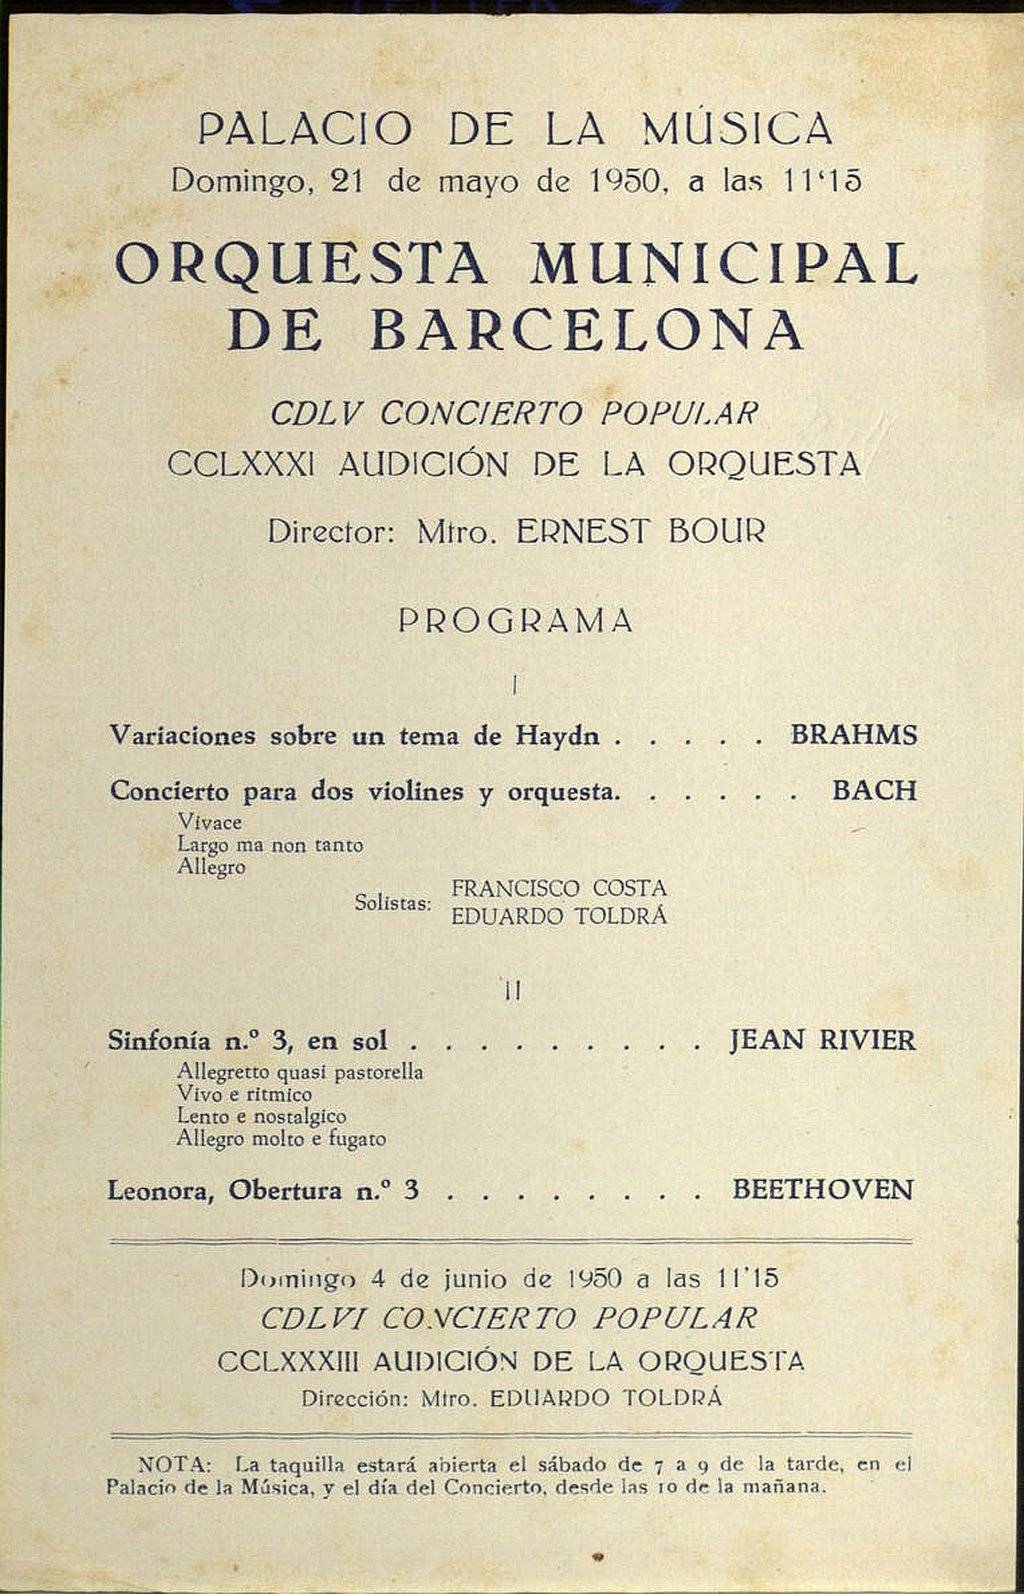 PALACIO DE LA MÚSICA
Domingo, 21 de mayo de 1950, a las 11'15
ORQUESTA MUNICIPAL
DE BARCELONA
CDLV CONCIERTO POPULAR
CCLXXXI AUDICIÓN DE LA ORQUESTA
Director: Mtro. ERNEST BOUR
PROGRAMA
I
Variaciones sobre un tema de Haydn . . . . . BRAHMS
Concierto para dos violines y orquesta. . . . . . BACH
Vivace
Largo ma non tanto
Allegro
Solistas: FRANCISCO COSTA
EDUARDO TOLDRÁ
II
Sinfonía n.º 3, en sol . . . . . . . . . JEAN RIVIER
Allegretto quasi pastorella
Vivo e ritmico
Lento e nostalgico
Allegro molto e fugato
Leonora, Obertura n.º 3 . . . . . . . . BEETHOVEN
Domingo 4 de junio de 1950 a las 11'15
CDLVI CONCIERTO POPULAR
CCLXXXIII AUDICIÓN DE LA ORQUESTA
Dirección: Mtro. EDUARDO TOLDRÁ
NOTA: La taquilla estará abierta el sábado de 7 a 9 de la tarde, en el
Palacio de la Música, y el día del Concierto, desde las 10 de la mañana.